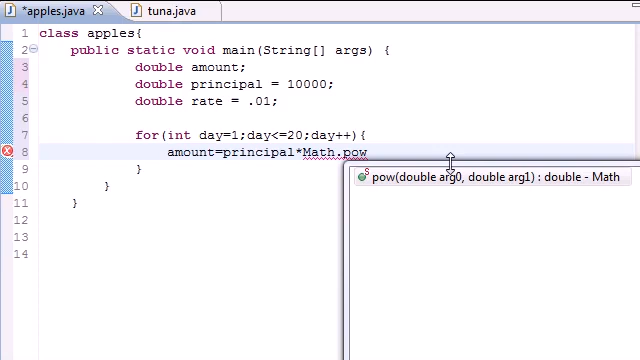 *apples.java
tuna.java
1 class apples{
2 public static void main(String[] args) {
3 double amount;
4 double principal = 10000;
5 double rate = .01;
6
7 for(int day=1;day<=20;day++){
8 amount=principal*Math.pow
9 }
10 }
11 }
12
13
14
pow(double arg0, double arg1) : double - Math